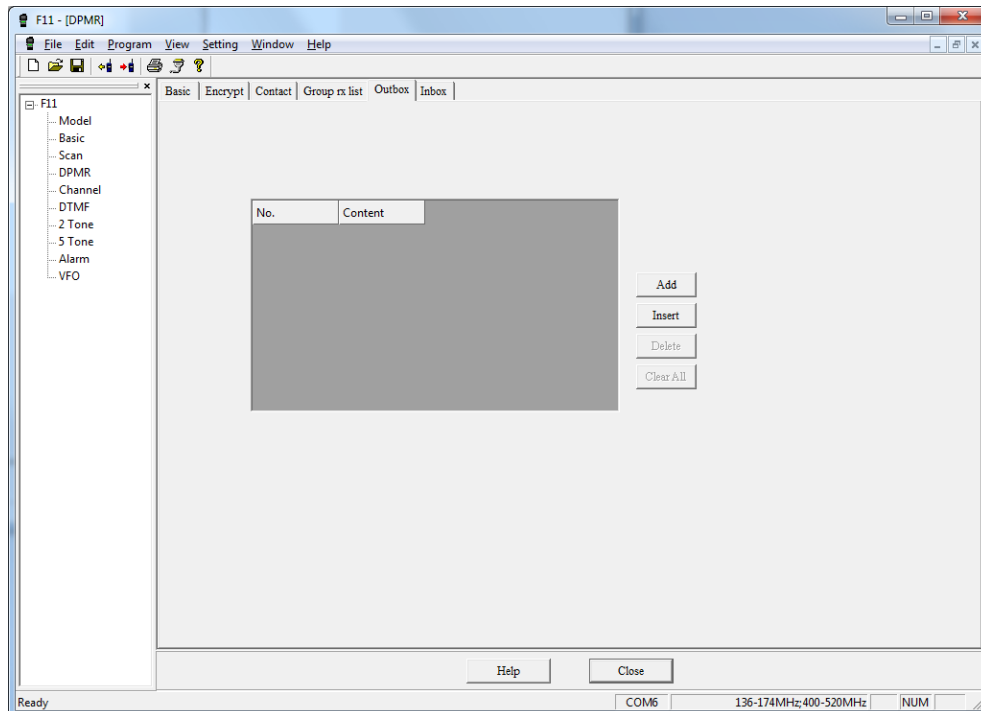 F11 - [DPMR]
File Edit Program View Setting Window Help
Basic Encrypt Contact Group rx list Outbox Inbox
F11
Model
Basic
Scan
DPMR
Channel
DTMF
2 Tone
5 Tone
Alarm
VFO
No. Content
Add
Insert
Delete
Clear All
Help Close
Ready COM6 136-174MHz;400-520MHz NUM